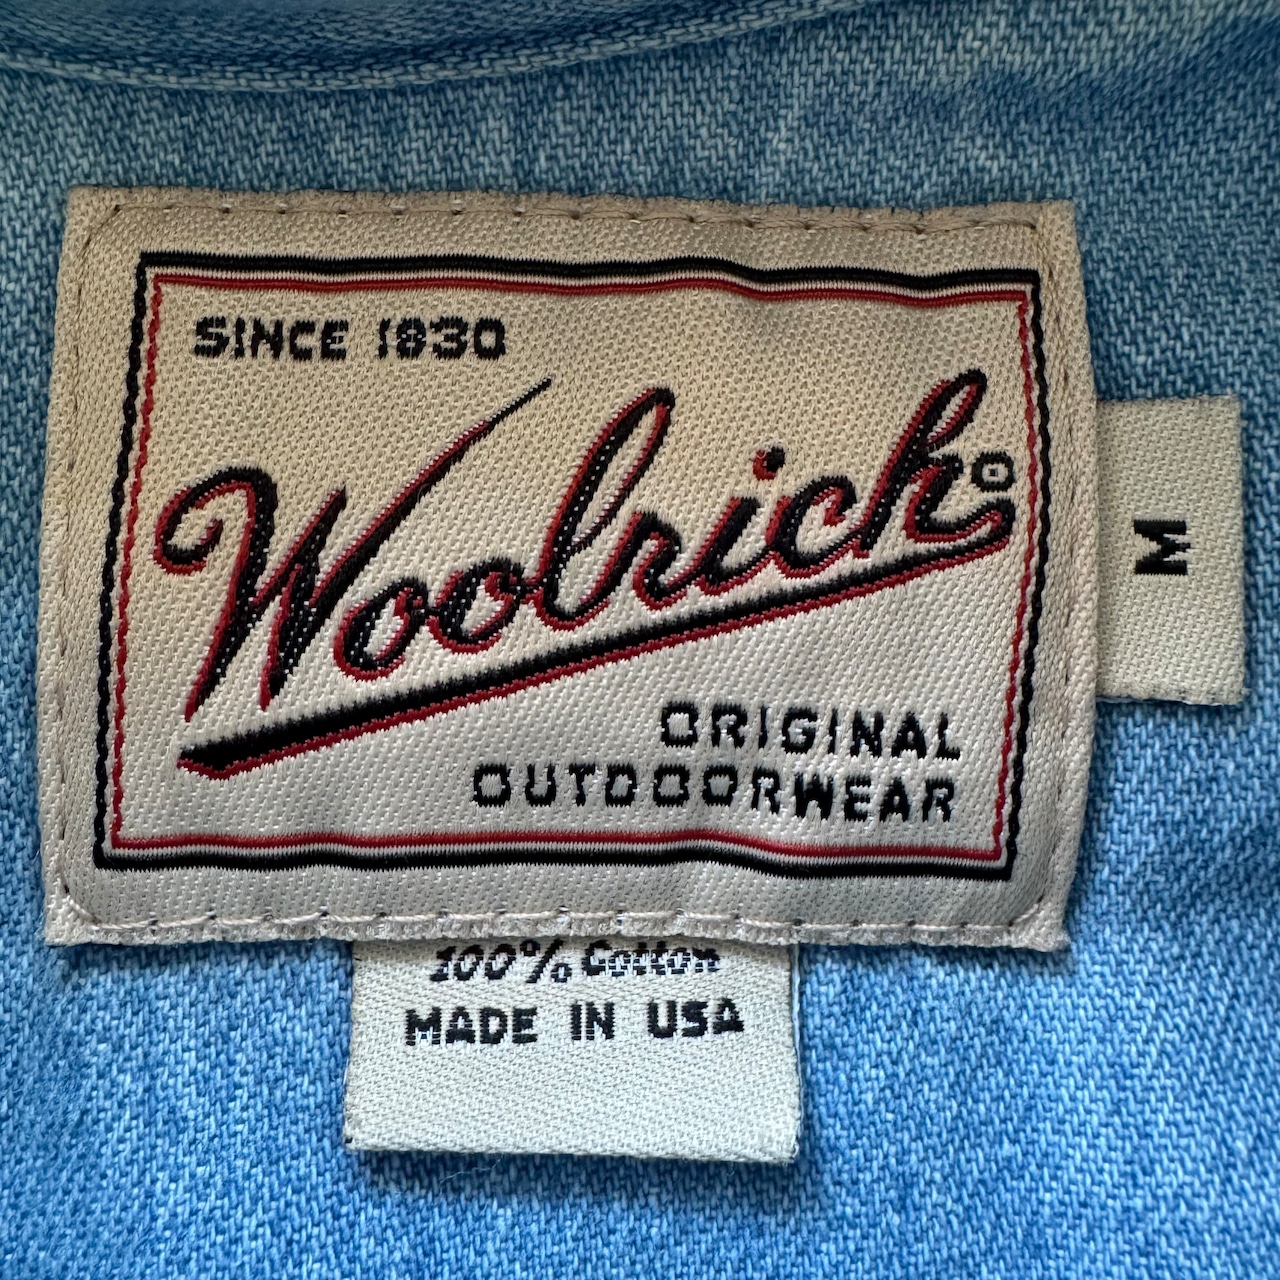 SINCE 1830
Woolrich®
ORIGINAL
OUTDOORWEAR
M
100% Cotton
MADE IN USA